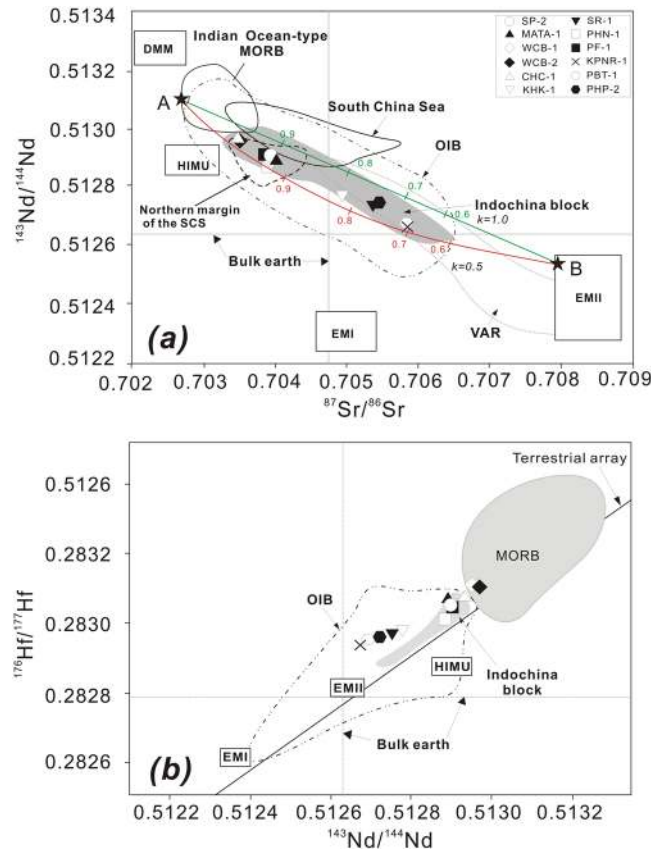 (a)
SP-2 SR-1
MATA-1 PHN-1
WCB-1 PF-1
WCB-2 KPNR-1
CHC-1 PBT-1
KHK-1 PHP-2
Indian Ocean-type
MORB
DMM
A
South China Sea
OIB
HIMU
0.9
0.8
0.7
0.6
k=1.0
Indochina
block
0.9
0.8
0.7
0.6
k=0.5
Northern margin
of the SCS
Bulk earth
B
EMII
EMI
VAR
0.5132
0.5130
0.5128
0.5126
0.5124
0.5122
¹⁴³Nd/¹⁴⁴Nd
0.702 0.703 0.704 0.705 0.706 0.707 0.708 0.709
⁸⁷Sr/⁸⁶Sr
Terrestrial array
MORB
OIB
HIMU
EMII
Indochina
block
EMI
Bulk earth
(b)
0.5126
0.2832
0.2830
0.2828
0.2826
¹⁷⁶Hf/¹⁷⁷Hf
0.5122 0.5124 0.5126 0.5128 0.5130 0.5132
¹⁴³Nd/¹⁴⁴Nd